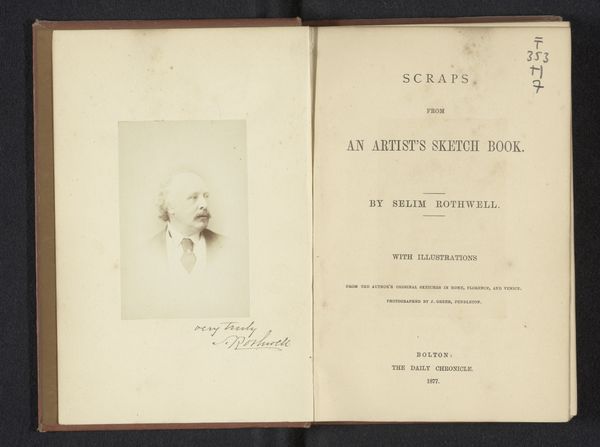 very truly
S. Rothwell
T
353
H
7
SCRAPS
FROM
AN ARTIST'S SKETCH BOOK.
BY SELIM ROTHWELL.
WITH ILLUSTRATIONS
FROM THE AUTHOR'S ORIGINAL SKETCHES IN ROME, FLORENCE, AND VENICE.
PHOTOGRAPHED BY J. GREER, PENDLETON.
BOLTON:
THE DAILY CHRONICLE.
1877.